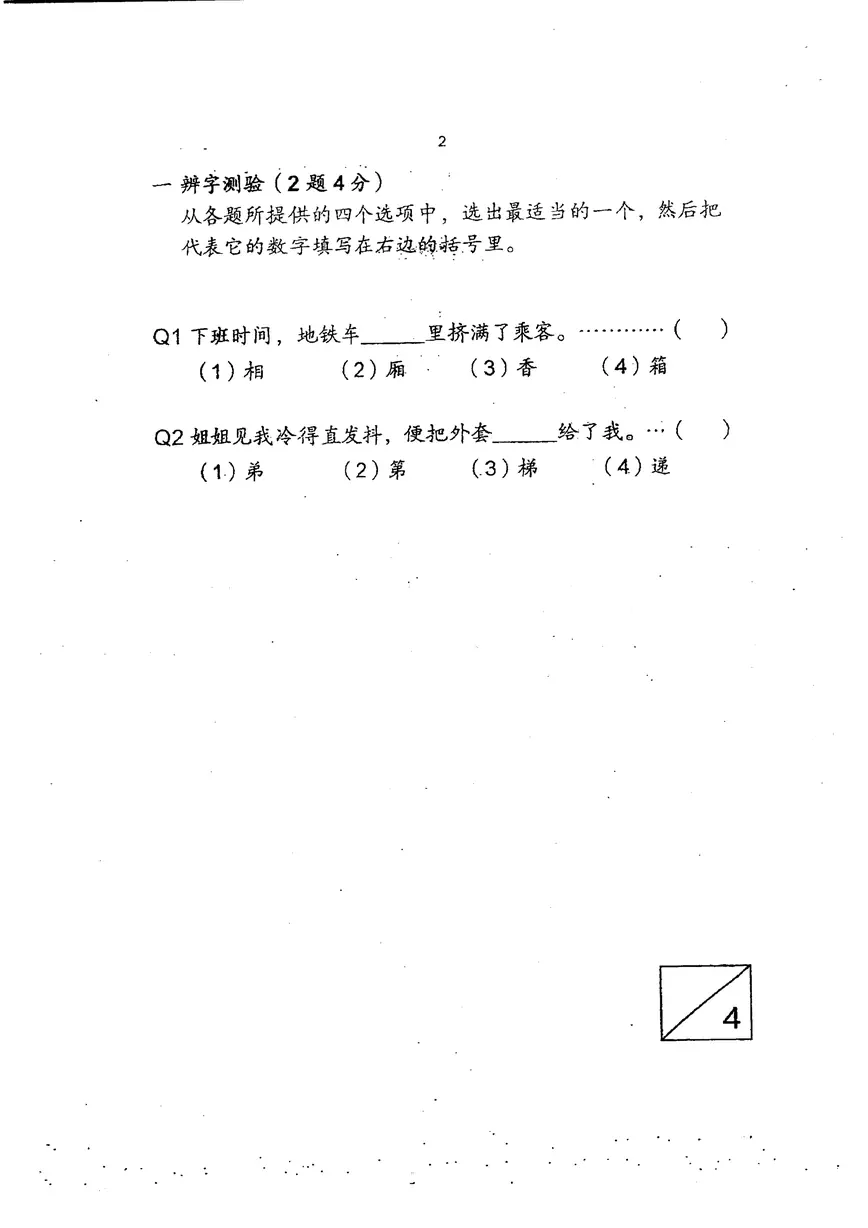 2
一 辨字测验（2题4分）
从各题所提供的四个选项中，选出最适当的一个，然后把
代表它的数字填写在右边的括号里。
Q1 下班时间，地铁车______里挤满了乘客。…………（  ）
（1）相 （2）厢 （3）香 （4）箱
Q2 姐姐见我冷得直发抖，便把外套______给了我。…（  ）
（1）弟 （2）第 （3）梯 （4）递
4